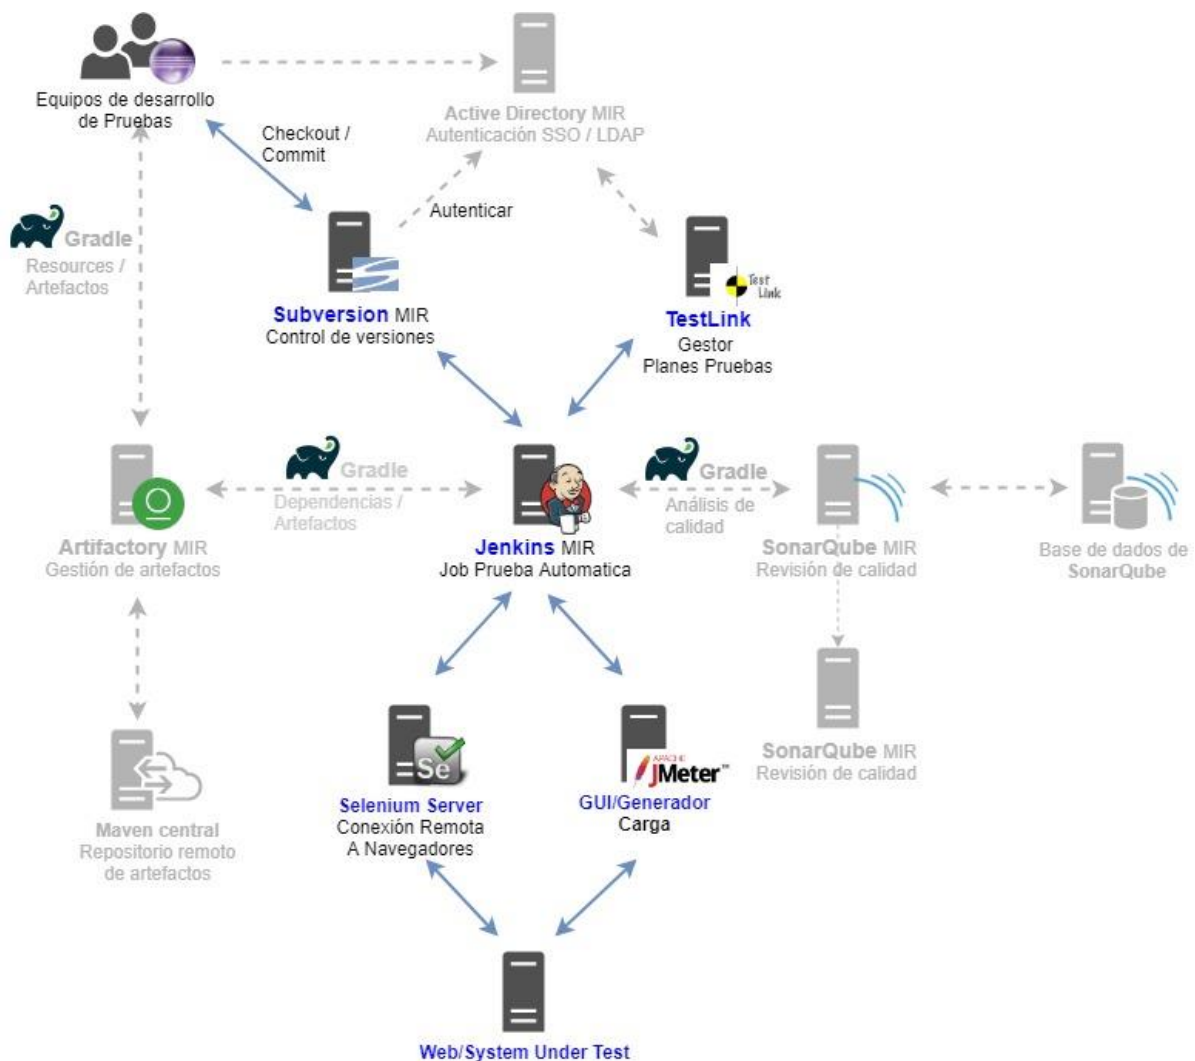 Equipos de desarrollo
de Pruebas
Active Directory MIR
Autenticación SSO / LDAP
Checkout /
Commit
Autenticar
Gradle
Resources /
Artefactos
Subversion MIR
Control de versiones
Test
Link
TestLink
Gestor
Planes Pruebas
Gradle
Dependencias /
Artefactos
Gradle
Análisis de
calidad
Artifactory MIR
Gestión de artefactos
Jenkins MIR
Job Prueba Automatica
SonarQube MIR
Revisión de calidad
Base de dados de
SonarQube
Se
APACHE
JMeter™
SonarQube MIR
Revisión de calidad
Maven central
Repositorio remoto
de artefactos
Selenium Server
Conexión Remota
A Navegadores
GUI/Generador
Carga
Web/System Under Test